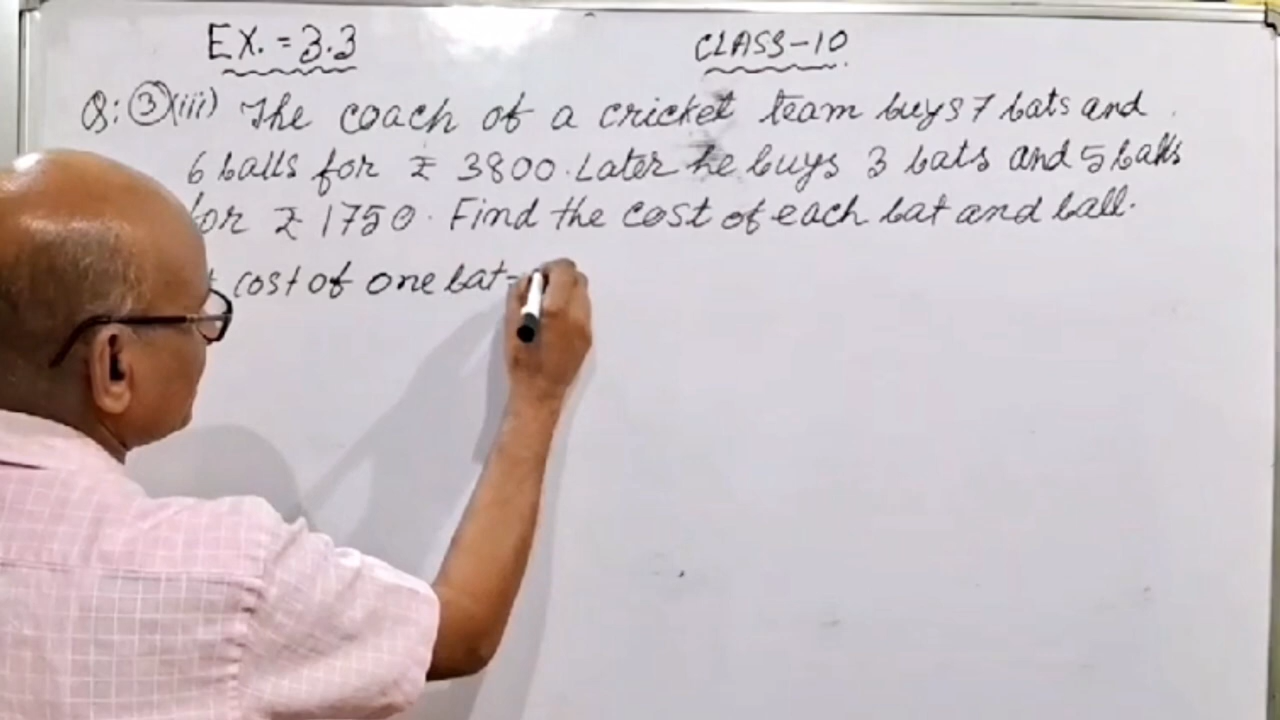 EX. = 3.3
CLASS-10
Q: 3 (iii) The coach of a cricket team buys 7 bats and
6 balls for ₹ 3800. Later he buys 3 bats and 5 balls
for ₹ 1750. Find the cost of each bat and ball.
cost of one bat =